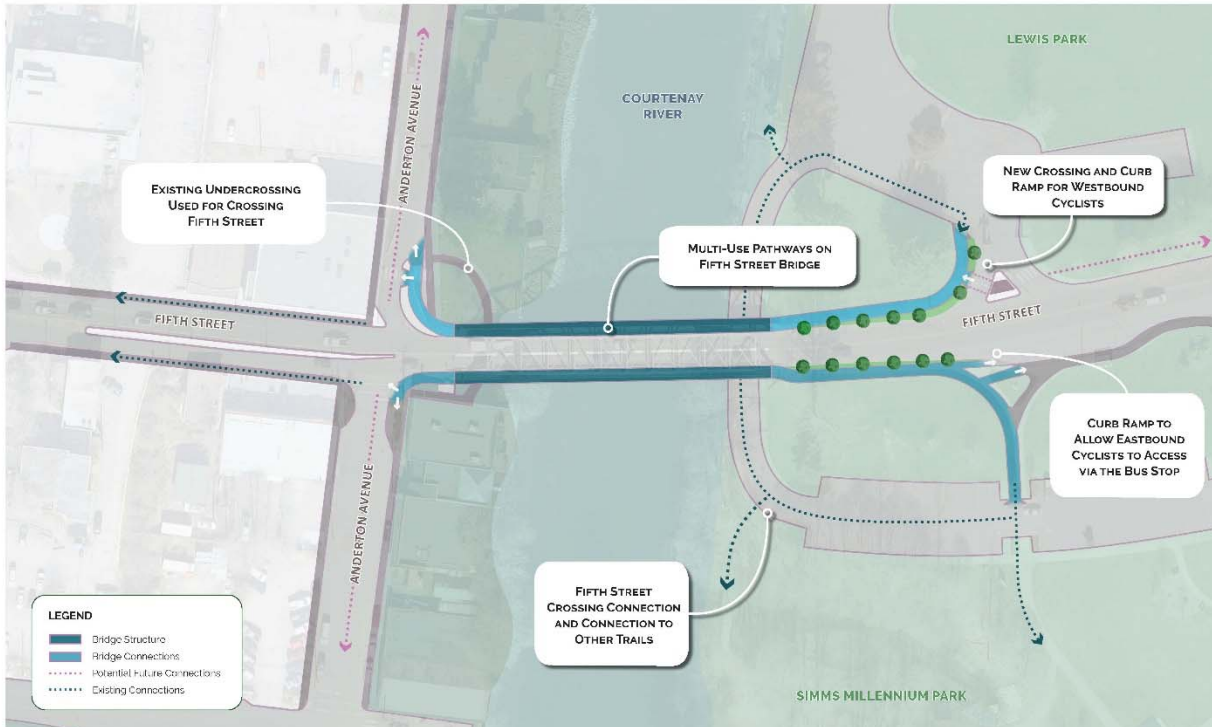 LEWIS PARK
COURTENAY
RIVER
ANDERTON AVENUE
EXISTING UNDERCROSSING
USED FOR CROSSING
FIFTH STREET
NEW CROSSING AND CURB
RAMP FOR WESTBOUND
CYCLISTS
MULTI-USE PATHWAYS ON
FIFTH STREET BRIDGE
FIFTH STREET
FIFTH STREET
CURB RAMP TO
ALLOW EASTBOUND
CYCLISTS TO ACCESS
VIA THE BUS STOP
ANDERTON AVENUE
FIFTH STREET
CROSSING CONNECTION
AND CONNECTION TO
OTHER TRAILS
LEGEND
Bridge Structure
Bridge Connections
Potential Future Connections
Existing Connections
SIMMS MILLENNIUM PARK